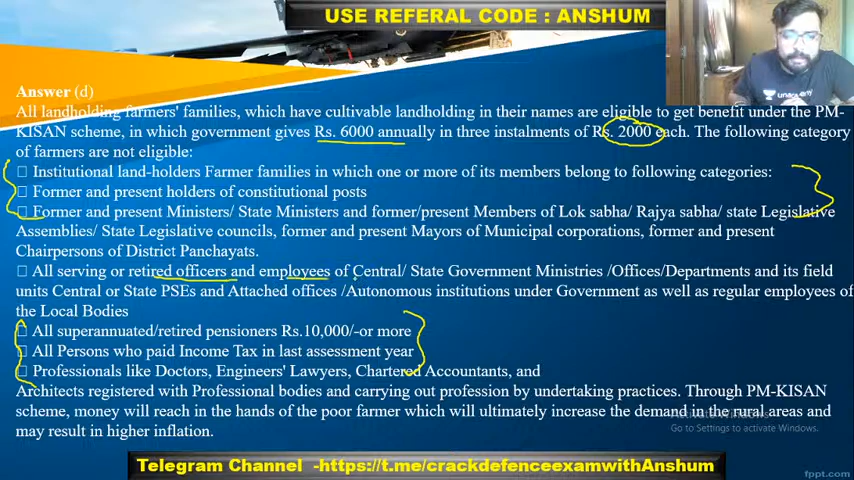 USE REFERAL CODE : ANSHUM
Answer (d)
All landholding farmers' families, which have cultivable landholding in their names are eligible to get benefit under the PM-
KISAN scheme, in which government gives Rs. 6000 annually in three instalments of Rs. 2000 each. The following category
of farmers are not eligible:
Institutional land-holders Farmer families in which one or more of its members belong to following categories:
Former and present holders of constitutional posts
Former and present Ministers/ State Ministers and former/present Members of Lok sabha/ Rajya sabha/ state Legislative
Assemblies/ State Legislative councils, former and present Mayors of Municipal corporations, former and present
Chairpersons of District Panchayats.
All serving or retired officers and employees of Central/ State Government Ministries /Offices/Departments and its field
units Central or State PSEs and Attached offices /Autonomous institutions under Government as well as regular employees of
the Local Bodies
All superannuated/retired pensioners Rs.10,000/-or more
All Persons who paid Income Tax in last assessment year
Professionals like Doctors, Engineers' Lawyers, Chartered Accountants, and
Architects registered with Professional bodies and carrying out profession by undertaking practices. Through PM-KISAN
scheme, money will reach in the hands of the poor farmer which will ultimately increase the demand in the rural areas and
may result in higher inflation.
Activate Windows
Go to Settings to activate Windows.
Telegram Channel -https://t.me/crackdefenceexamwithAnshum
fppt.com